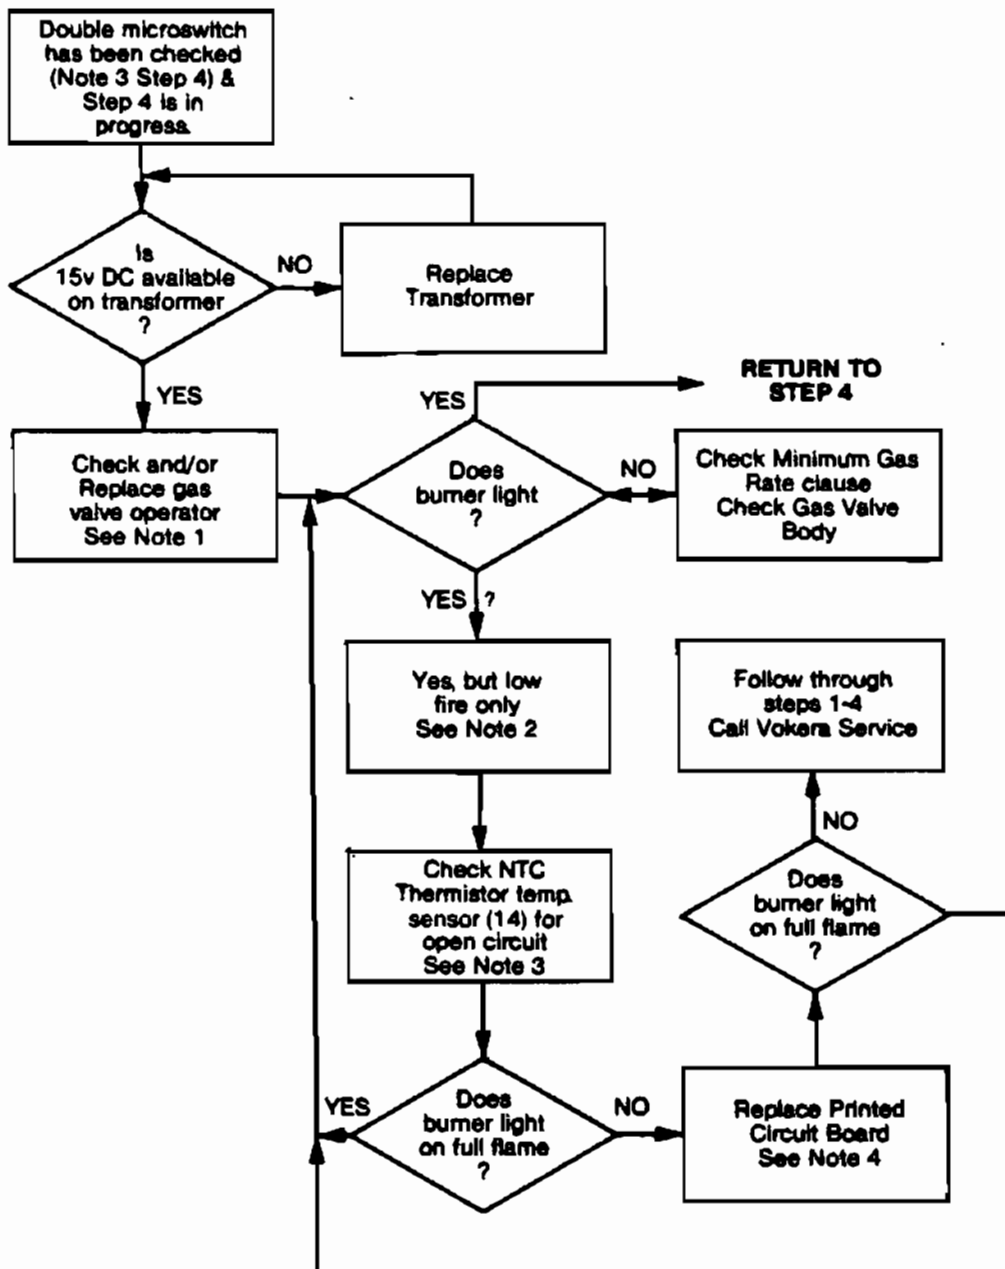 Double microswitch
has been checked
(Note 3 Step 4) &
Step 4 is in
progress.
Is
15v DC available
on transformer
?
NO
Replace
Transformer
YES
Check and/or
Replace gas
valve operator
See Note 1
YES
RETURN TO
STEP 4
Does
burner light
?
NO
Check Minimum Gas
Rate clause
Check Gas Valve
Body
YES ?
Yes, but low
fire only
See Note 2
Follow through
steps 1-4
Call Vokera Service
NO
Check NTC
Thermistor temp.
sensor (14) for
open circuit
See Note 3
Does
burner light
on full flame
?
YES
Does
burner light
on full flame
?
NO
Replace Printed
Circuit Board
See Note 4